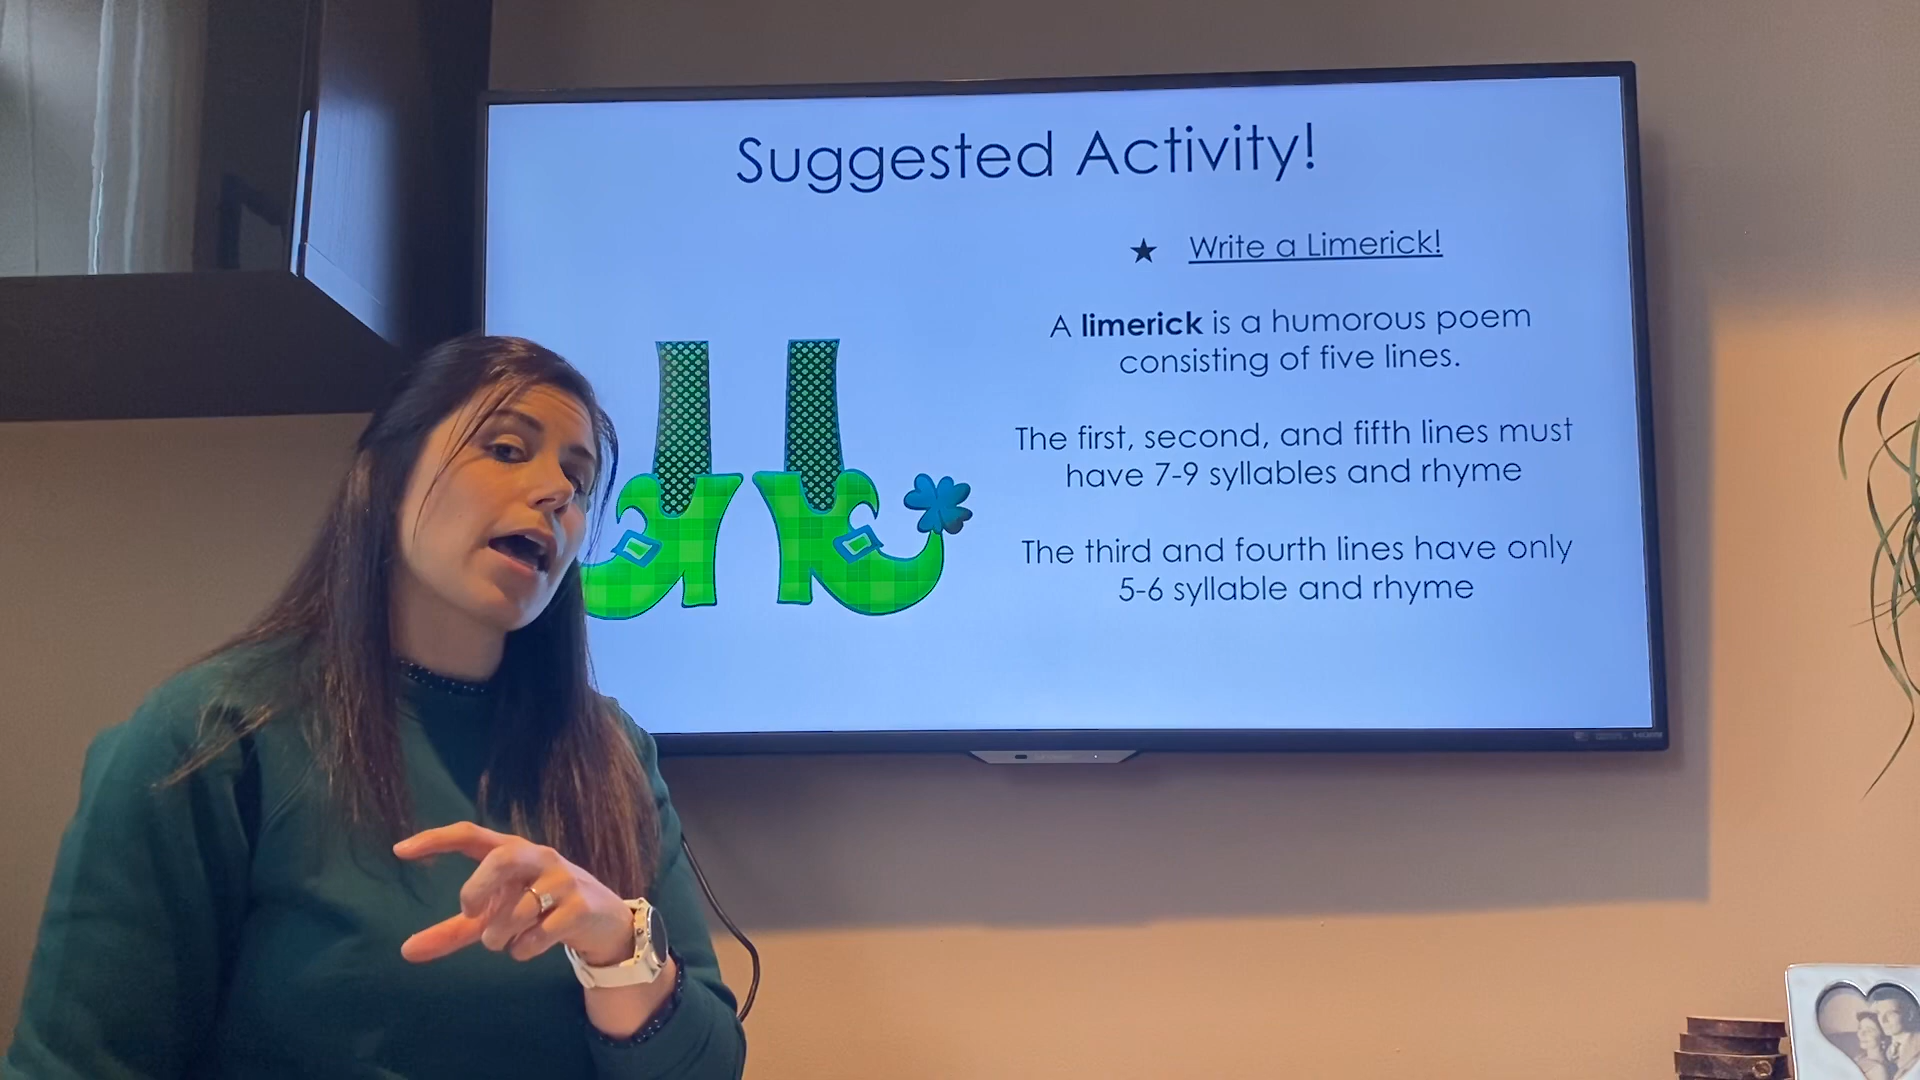 Suggested Activity!
★ Write a Limerick!
A limerick is a humorous poem
consisting of five lines.
The first, second, and fifth lines must
have 7-9 syllables and rhyme
The third and fourth lines have only
5-6 syllable and rhyme
HDMI